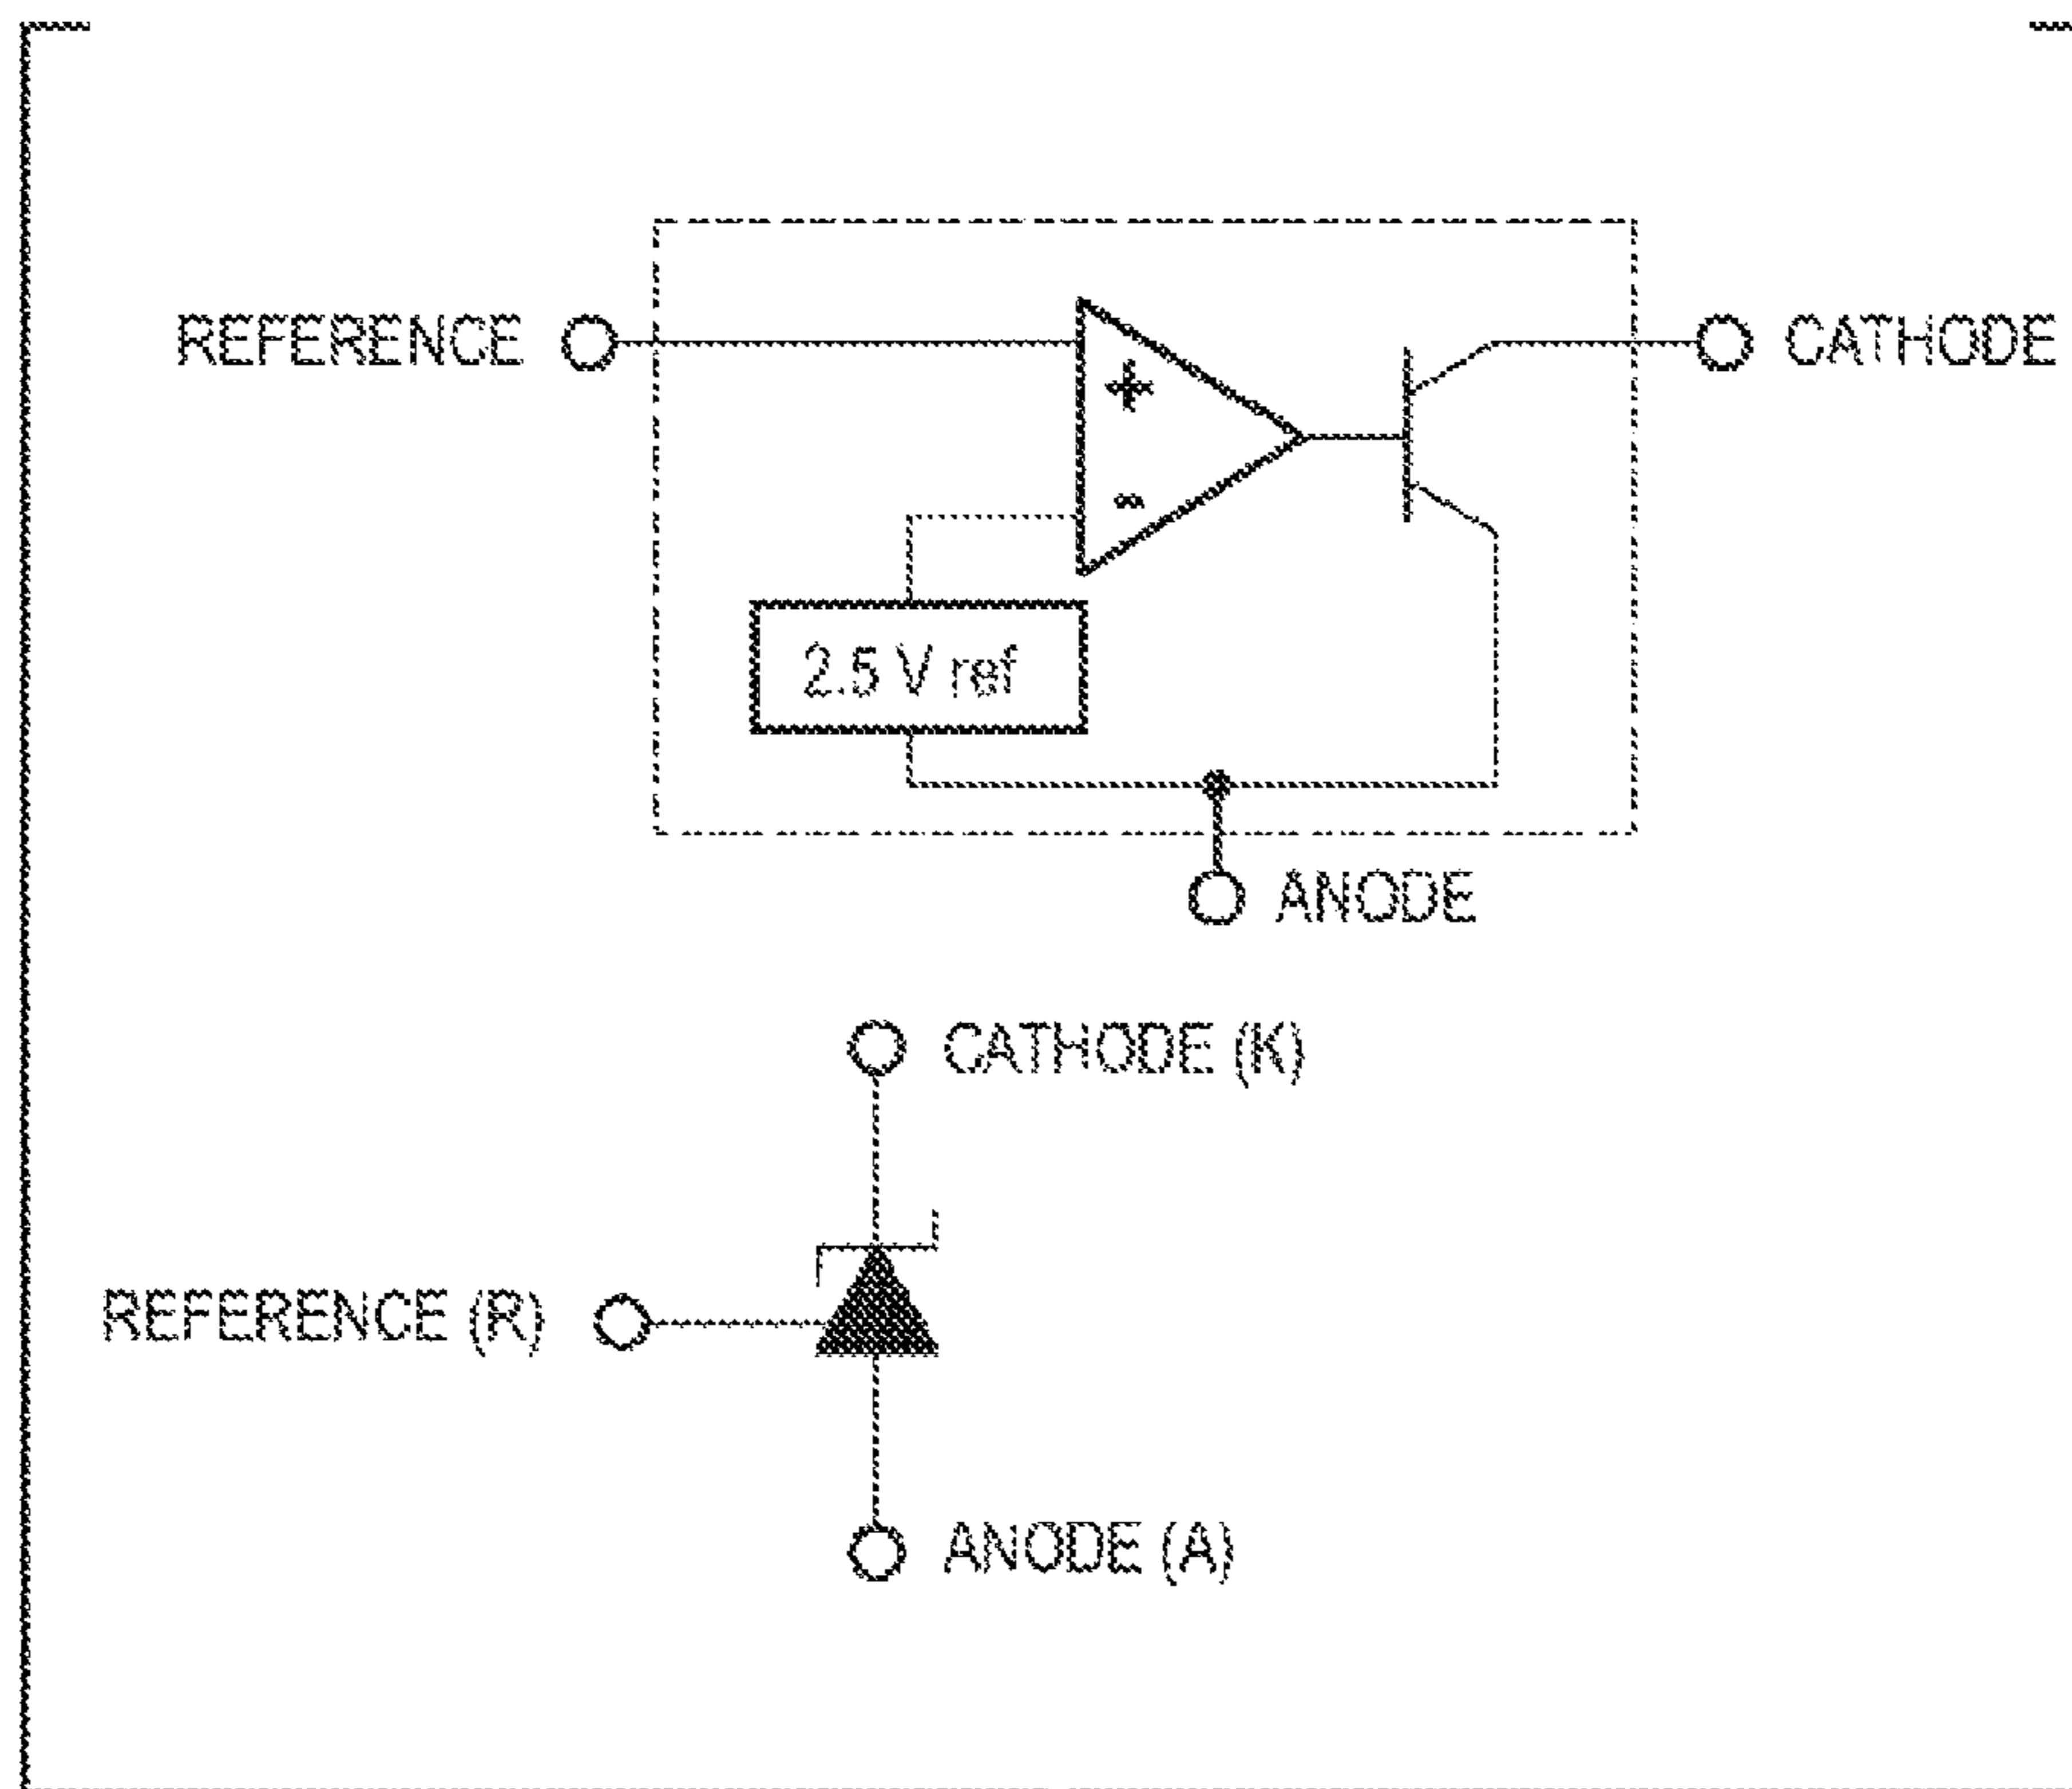 REFERENCE
CATHODE
+
-
2.5 V ref
ANODE
CATHODE (K)
REFERENCE (R)
ANODE (A)